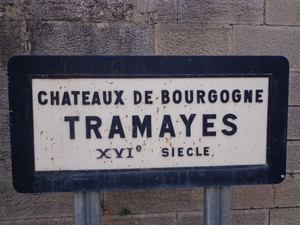 CHATEAUX DE BOURGOGNE
TRAMAYES
XVIe SIECLE